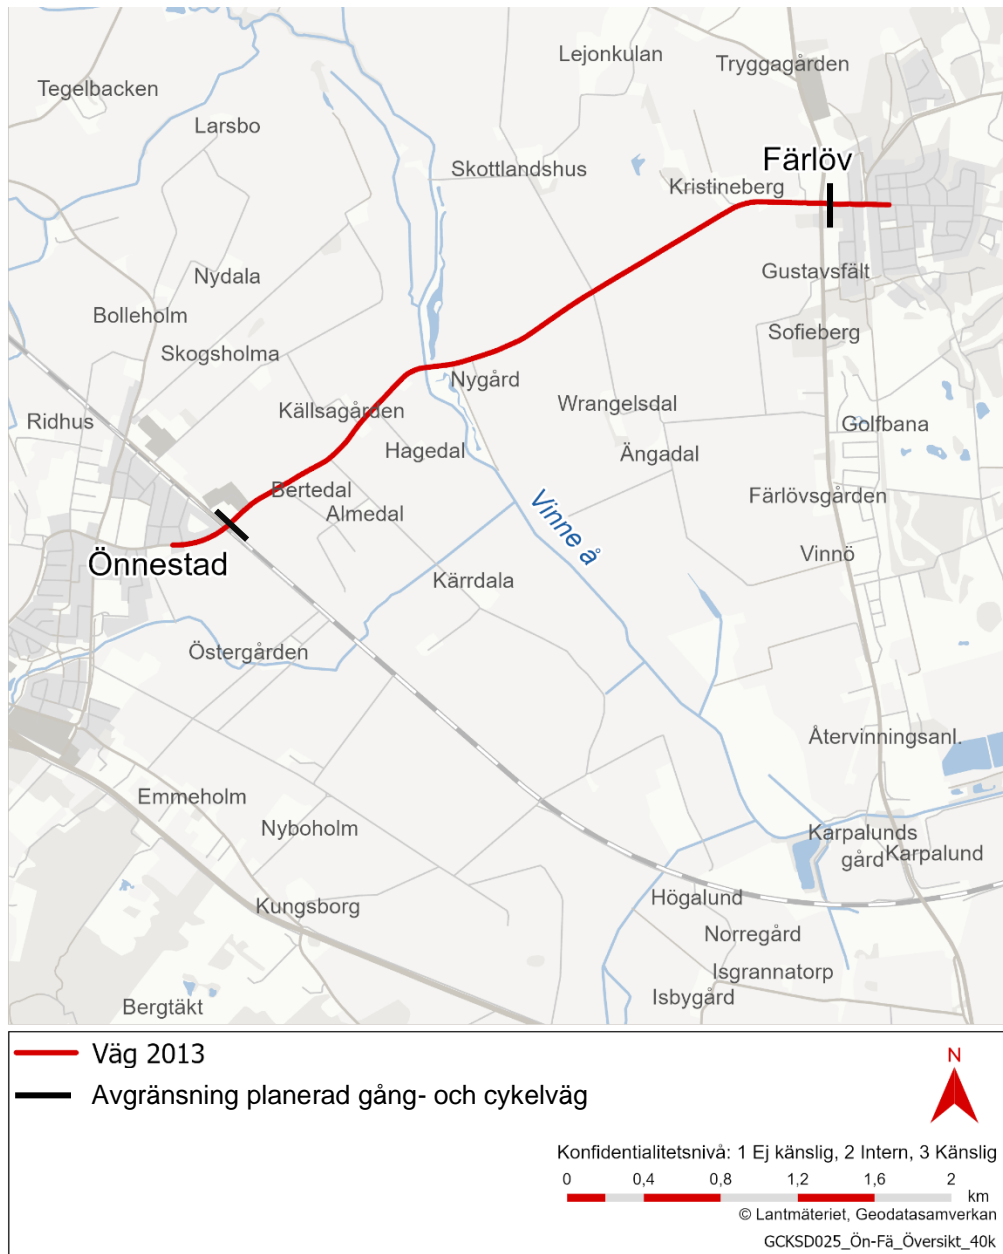 Lejonkulan
Tryggagården
Tegelbacken
Larsbo
Färlöv
Skottlandshus
Kristineberg
Gustavsfält
Nydala
Bolleholm
Sofieberg
Skogsholma
Nygård
Wrangelsdal
Källsagården
Ridhus
Golfbana
Hagedal
Ängadal
Bertedal
Färlövsgården
Almedal
Vinne å
Vinnö
Önnestad
Kärrdala
Östergården
Återvinningsanl.
Emmeholm
Nyboholm
Karpalunds
gård
Karpalund
Högalund
Kungsborg
Norregård
Isgrannatorp
Isbygård
Bergtäkt
Väg 2013
Avgränsning planerad gång- och cykelväg
N
Konfidentialitetsnivå: 1 Ej känslig, 2 Intern, 3 Känslig
0 0,4 0,8 1,2 1,6 2
km
© Lantmäteriet, Geodatasamverkan
GCKSD025_Ön-Fä_Översikt_40k